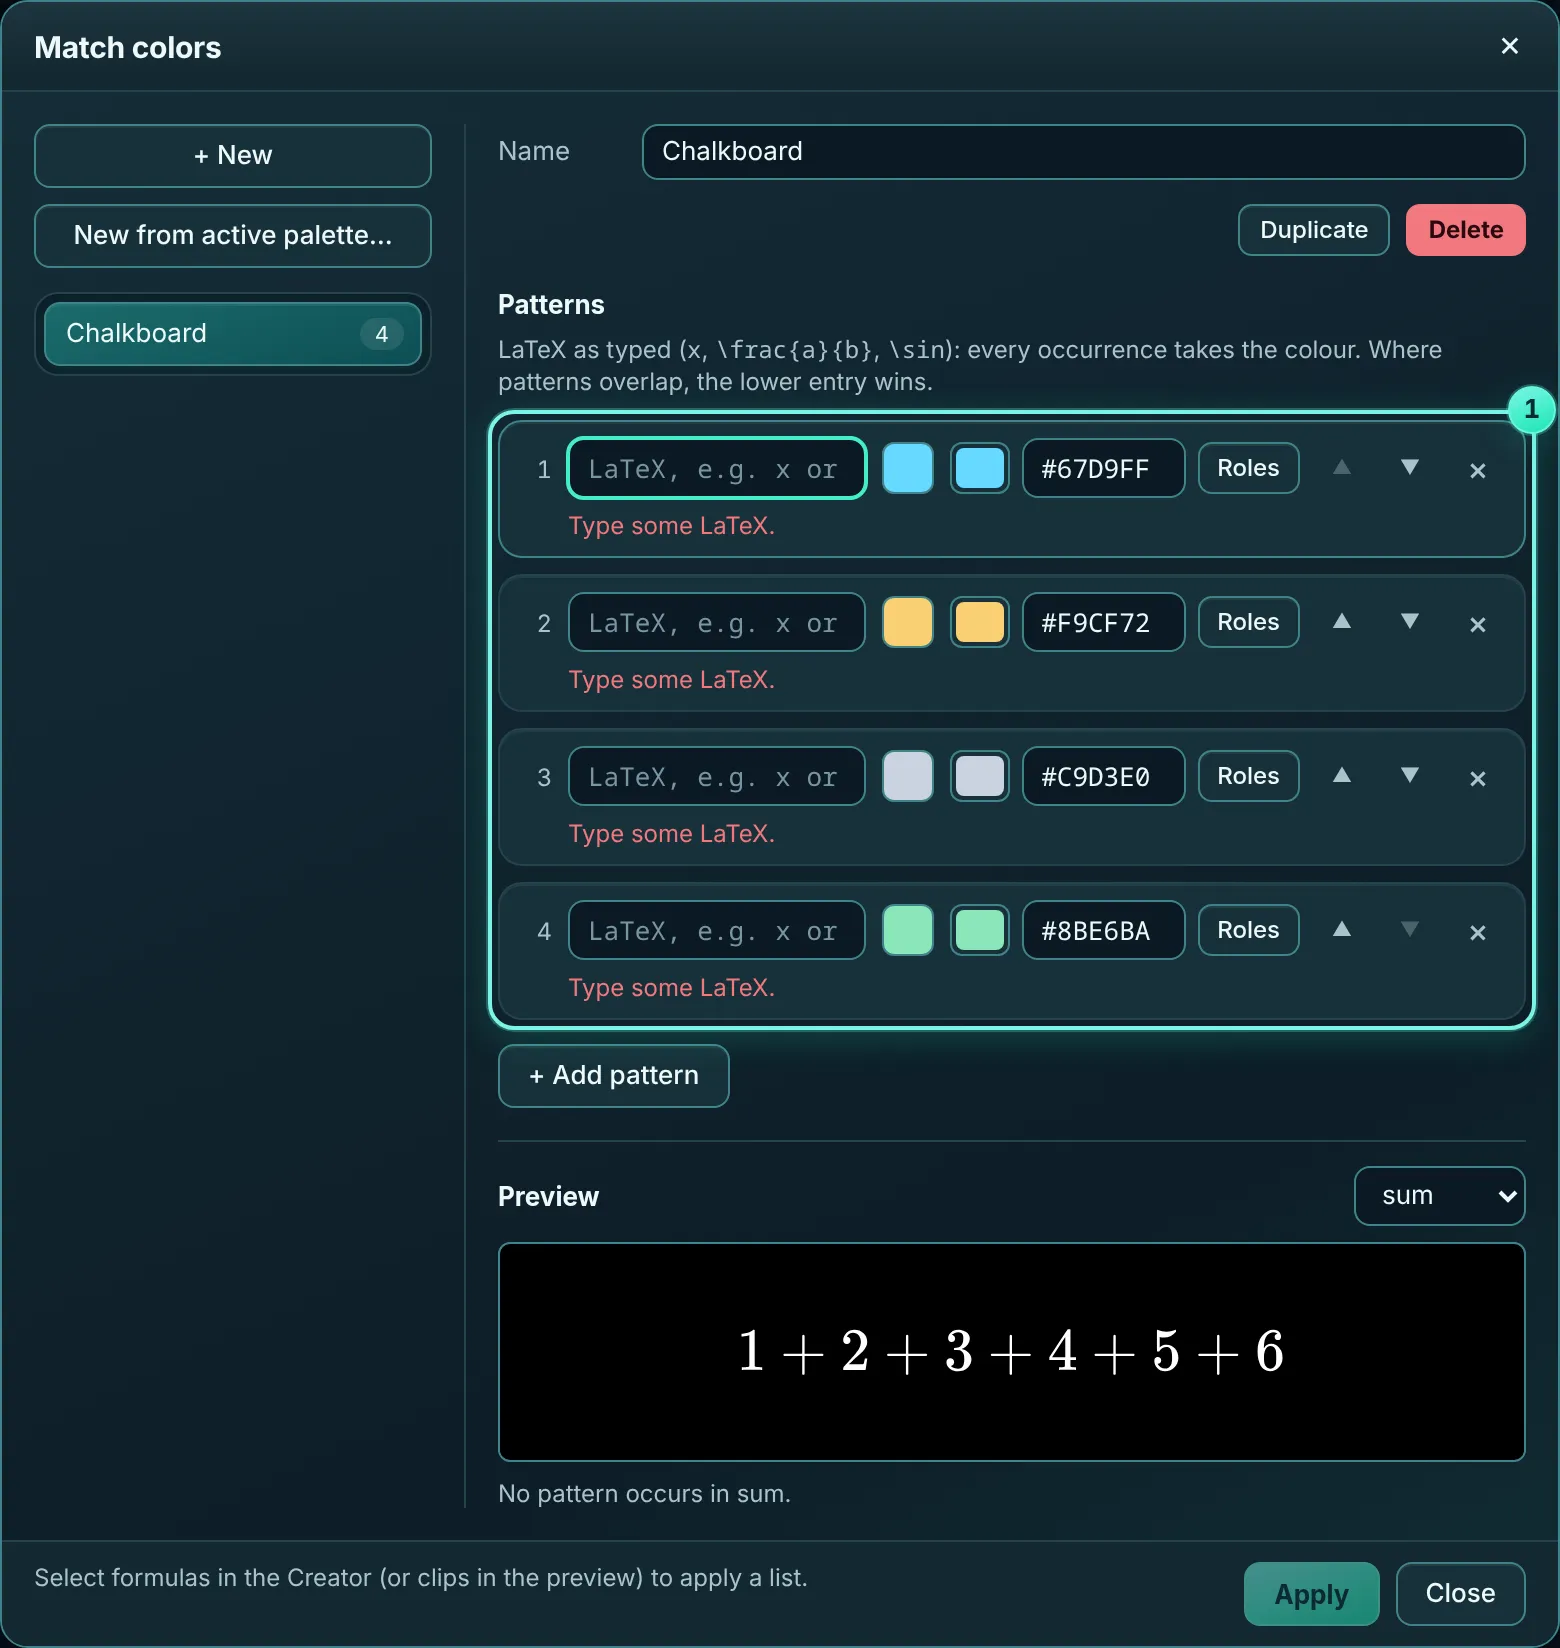 Match colors
×
+ New
New from active palette...
Chalkboard 4
Name Chalkboard
Duplicate Delete
Patterns
LaTeX as typed (x, \frac{a}{b}, \sin): every occurrence takes the colour. Where
patterns overlap, the lower entry wins.
1
1 LaTeX, e.g. x or #67D9FF Roles ▲ ▼ ×
Type some LaTeX.
2 LaTeX, e.g. x or #F9CF72 Roles ▲ ▼ ×
Type some LaTeX.
3 LaTeX, e.g. x or #C9D3E0 Roles ▲ ▼ ×
Type some LaTeX.
4 LaTeX, e.g. x or #8BE6BA Roles ▲ ▼ ×
Type some LaTeX.
+ Add pattern
Preview sum
1 + 2 + 3 + 4 + 5 + 6
No pattern occurs in sum.
Select formulas in the Creator (or clips in the preview) to apply a list.
Apply Close